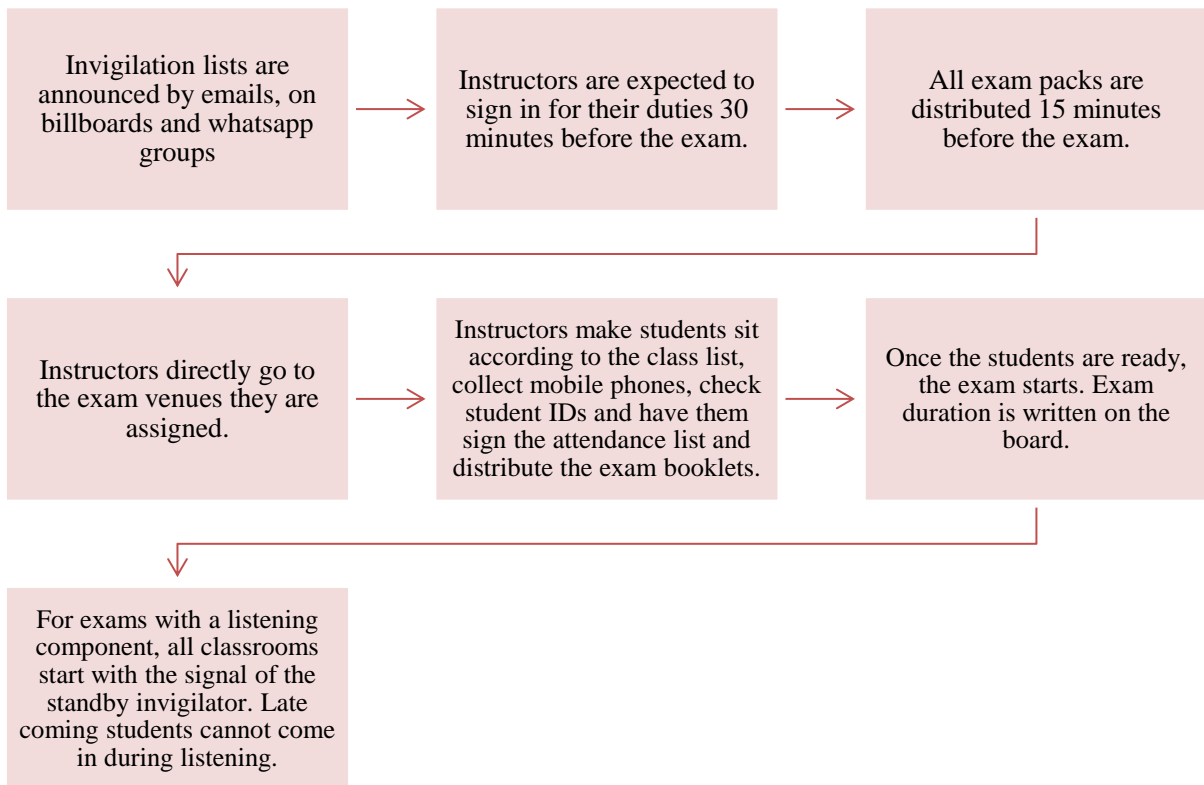 Invigilation lists are
announced by emails, on
billboards and whatsapp
groups
Instructors are expected to
sign in for their duties 30
minutes before the exam.
All exam packs are
distributed 15 minutes
before the exam.
Instructors directly go to
the exam venues they are
assigned.
Instructors make students sit
according to the class list,
collect mobile phones, check
student IDs and have them
sign the attendance list and
distribute the exam booklets.
Once the students are ready,
the exam starts. Exam
duration is written on the
board.
For exams with a listening
component, all classrooms
start with the signal of the
standby invigilator. Late
coming students cannot come
in during listening.